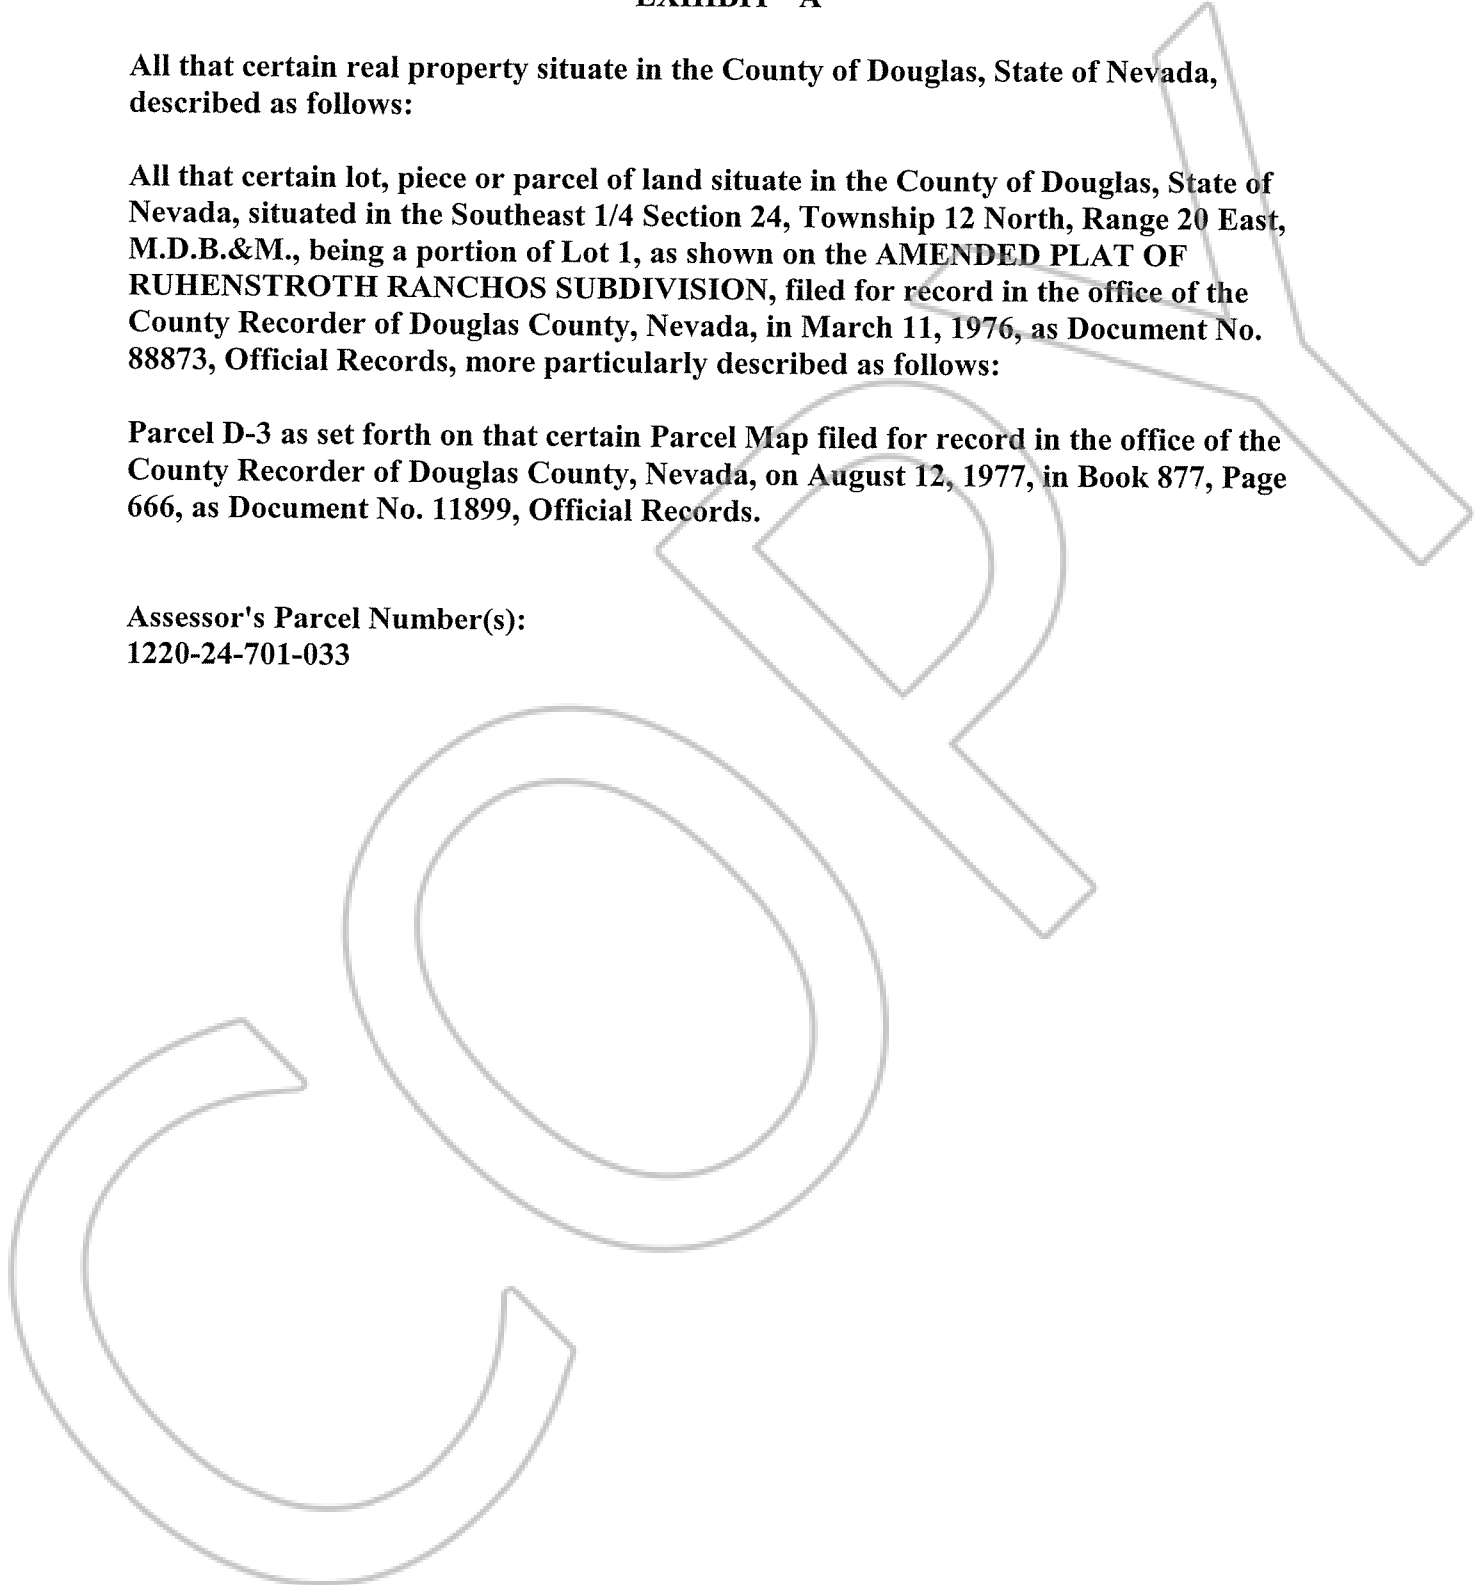 EXHIBIT "A"
All that certain real property situate in the County of Douglas, State of Nevada,
described as follows:
All that certain lot, piece or parcel of land situate in the County of Douglas, State of
Nevada, situated in the Southeast 1/4 Section 24, Township 12 North, Range 20 East,
M.D.B.&M., being a portion of Lot 1, as shown on the AMENDED PLAT OF
RUHENSTROTH RANCHOS SUBDIVISION, filed for record in the office of the
County Recorder of Douglas County, Nevada, in March 11, 1976, as Document No.
88873, Official Records, more particularly described as follows:
Parcel D-3 as set forth on that certain Parcel Map filed for record in the office of the
County Recorder of Douglas County, Nevada, on August 12, 1977, in Book 877, Page
666, as Document No. 11899, Official Records.
Assessor's Parcel Number(s):
1220-24-701-033
COPY